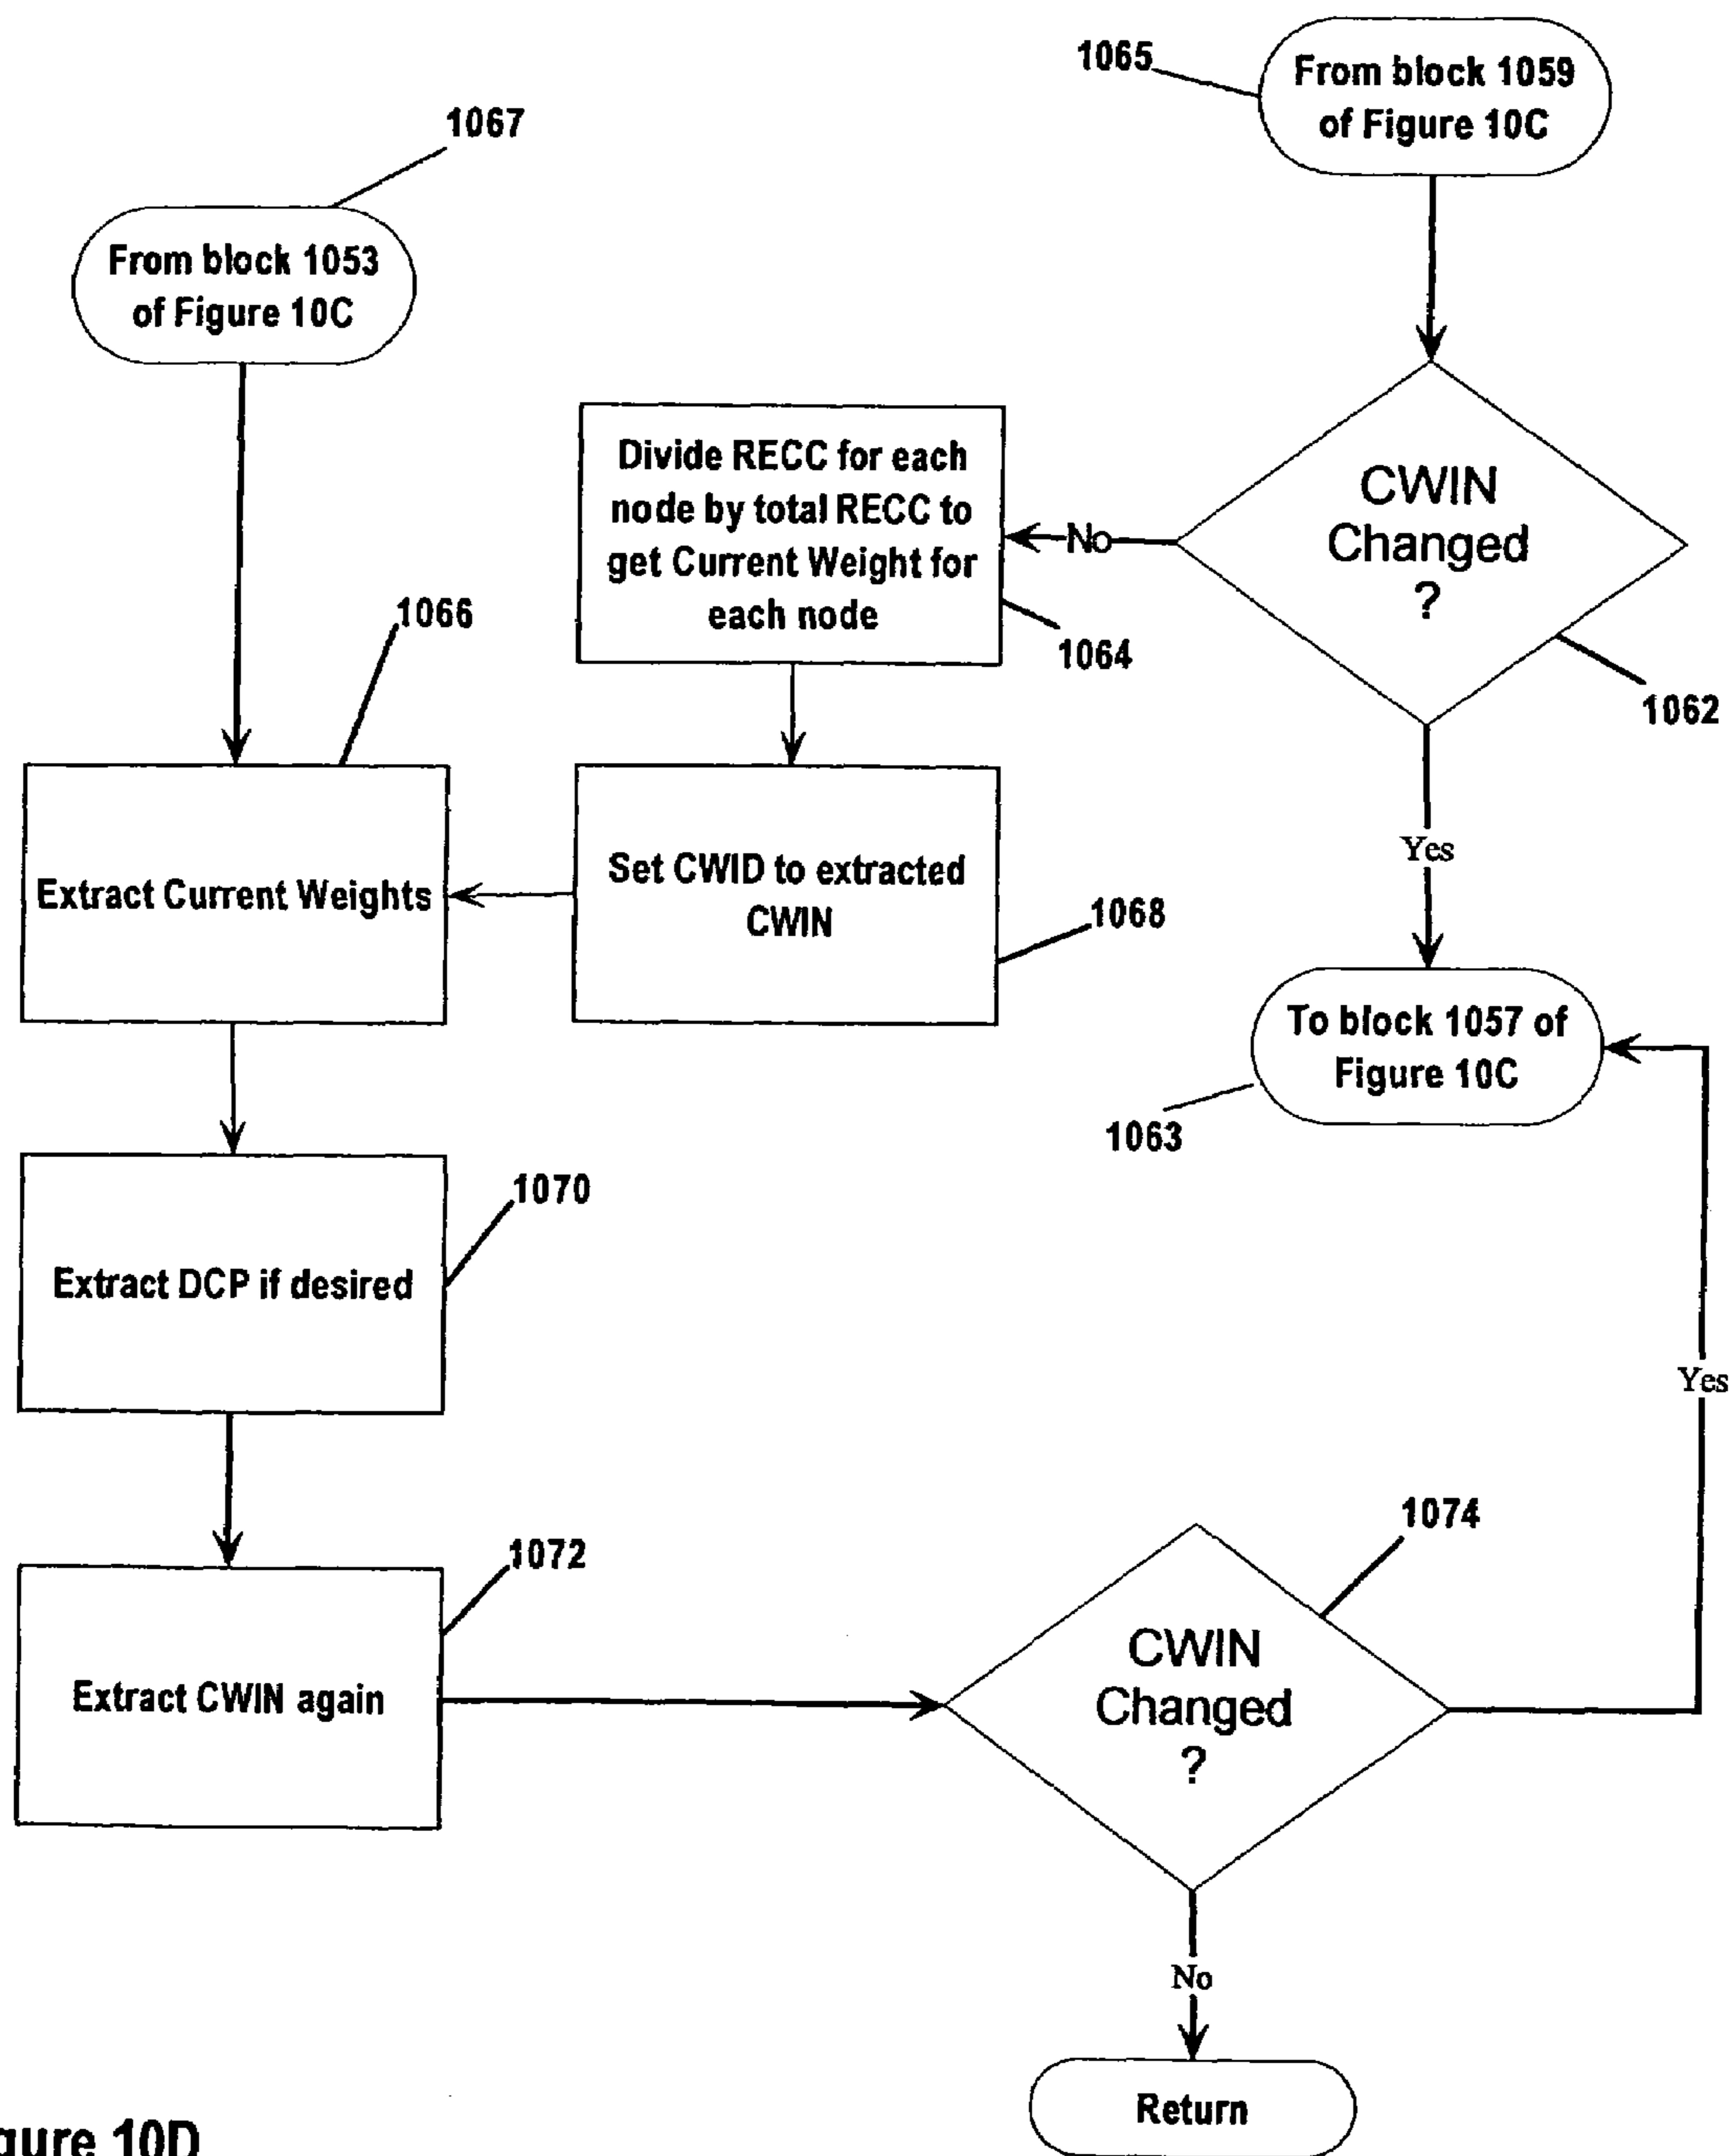 1065
From block 1059
of Figure 10C
1067
From block 1053
of Figure 10C
Divide RECC for each
node by total RECC to
get Current Weight for
each node
No
CWIN
Changed
?
1066
1064
1062
Yes
Extract Current Weights
Set CWID to extracted
CWIN
1068
To block 1057 of
Figure 10C
1063
1070
Extract DCP if desired
Yes
1074
1072
CWIN
Changed
?
Extract CWIN again
No
Return
gure 10D